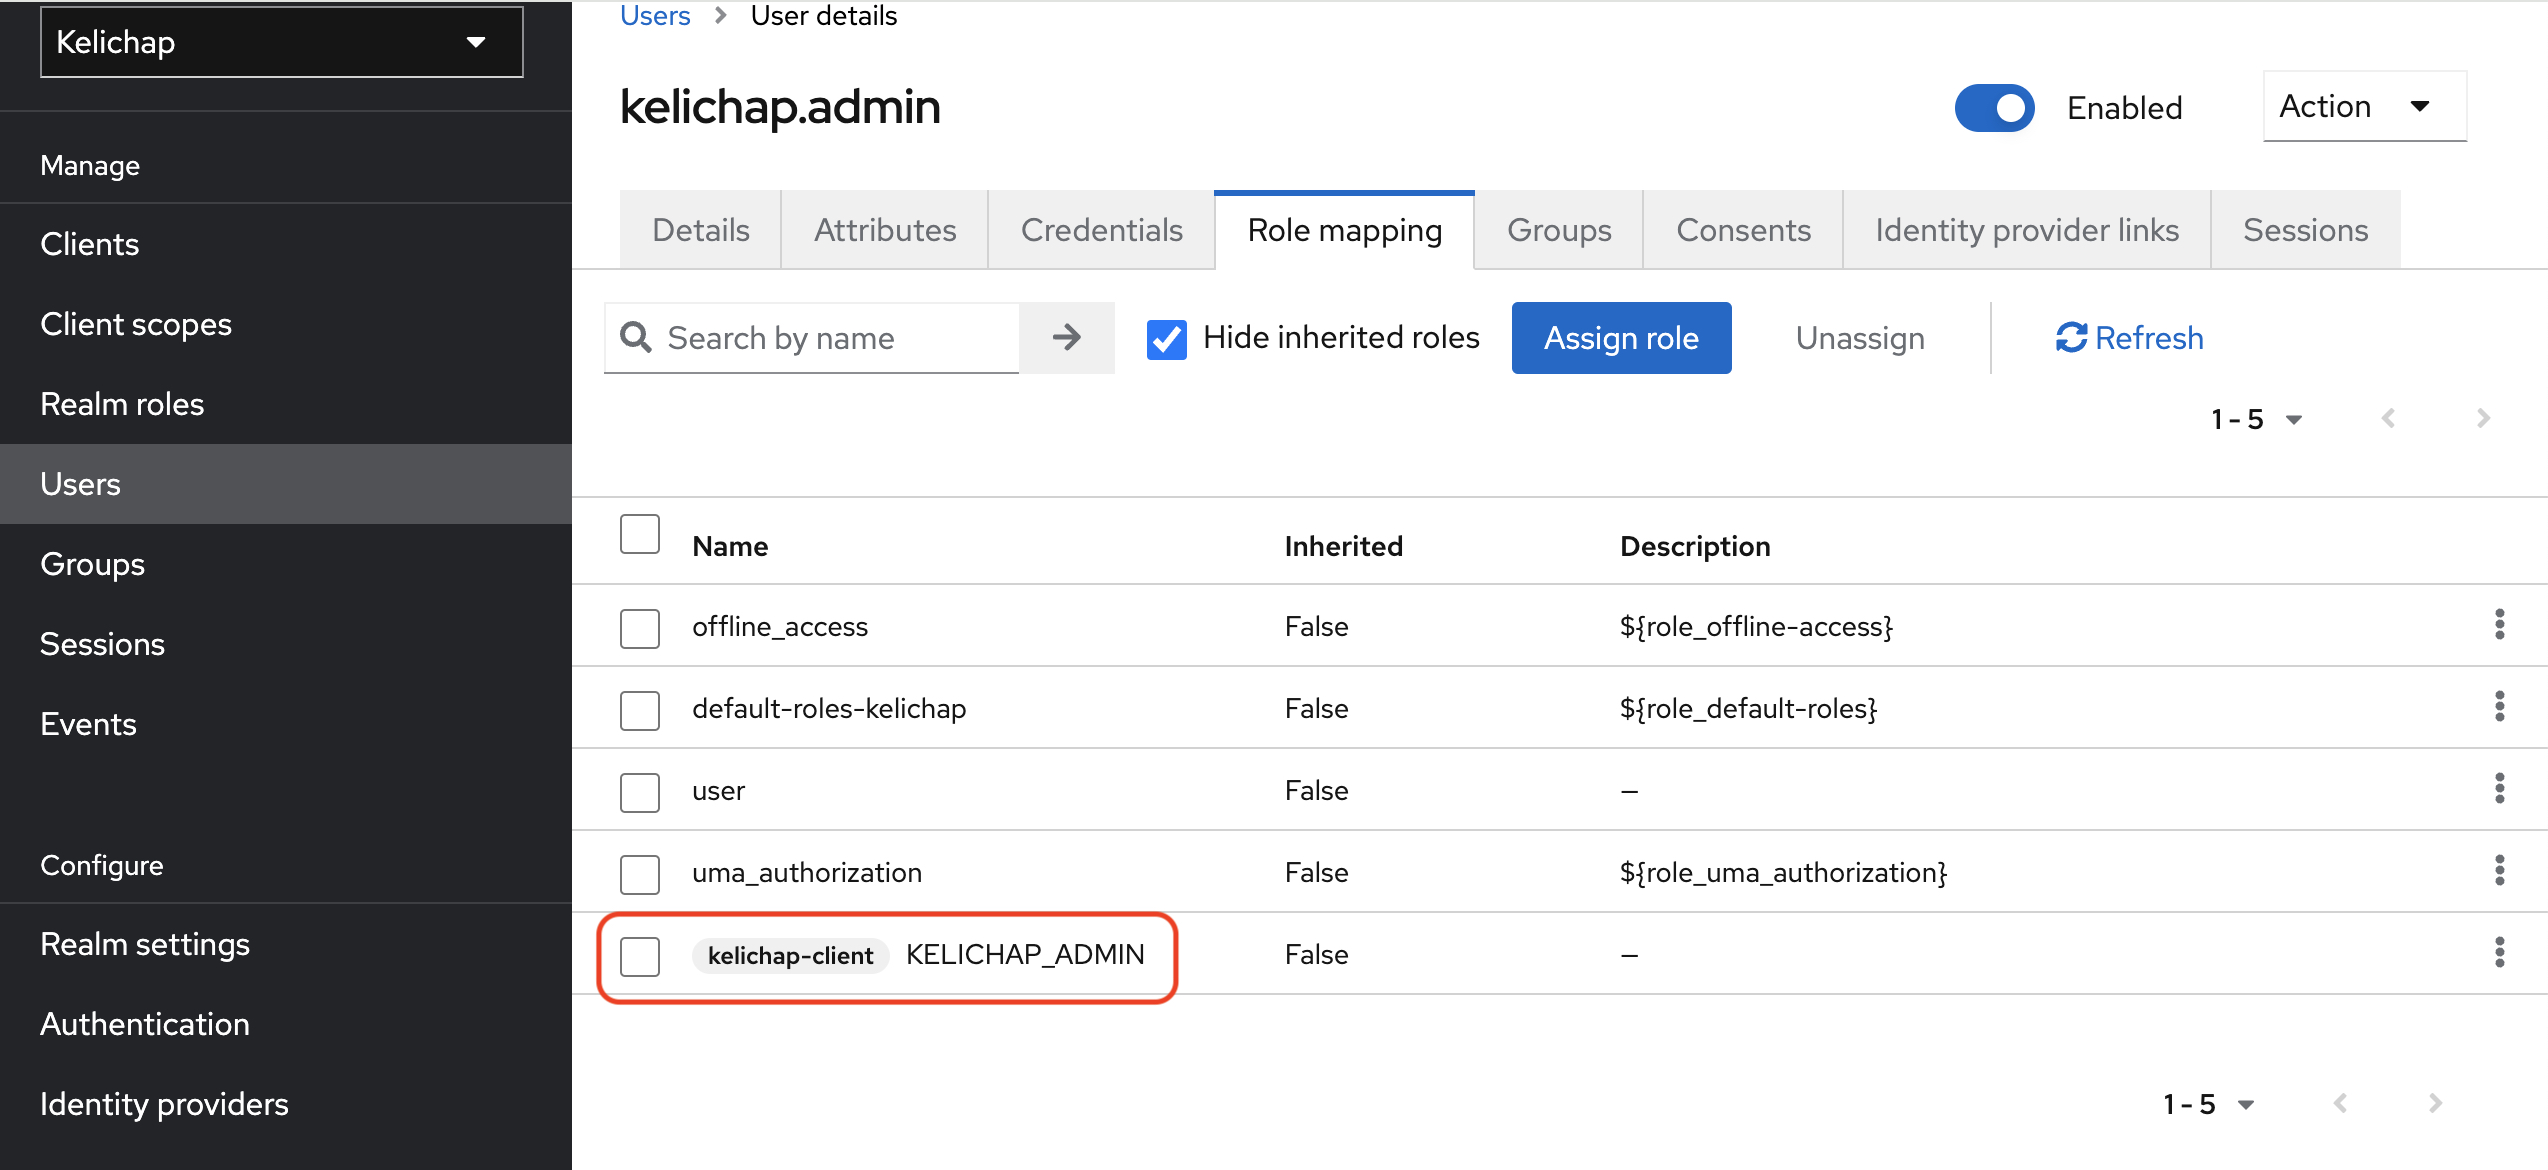 Kelichap
Manage
Clients
Client scopes
Realm roles
Users
Groups
Sessions
Events
Configure
Realm settings
Authentication
Identity providers
Users > User details
kelichap.admin
Enabled
Action
Details Attributes Credentials Role mapping Groups Consents Identity provider links Sessions
Search by name Hide inherited roles Assign role Unassign Refresh
1 - 5
Name Inherited Description
offline_access False ${role_offline-access}
default-roles-kelichap False ${role_default-roles}
user False –
uma_authorization False ${role_uma_authorization}
kelichap-client KELICHAP_ADMIN False –
1 - 5